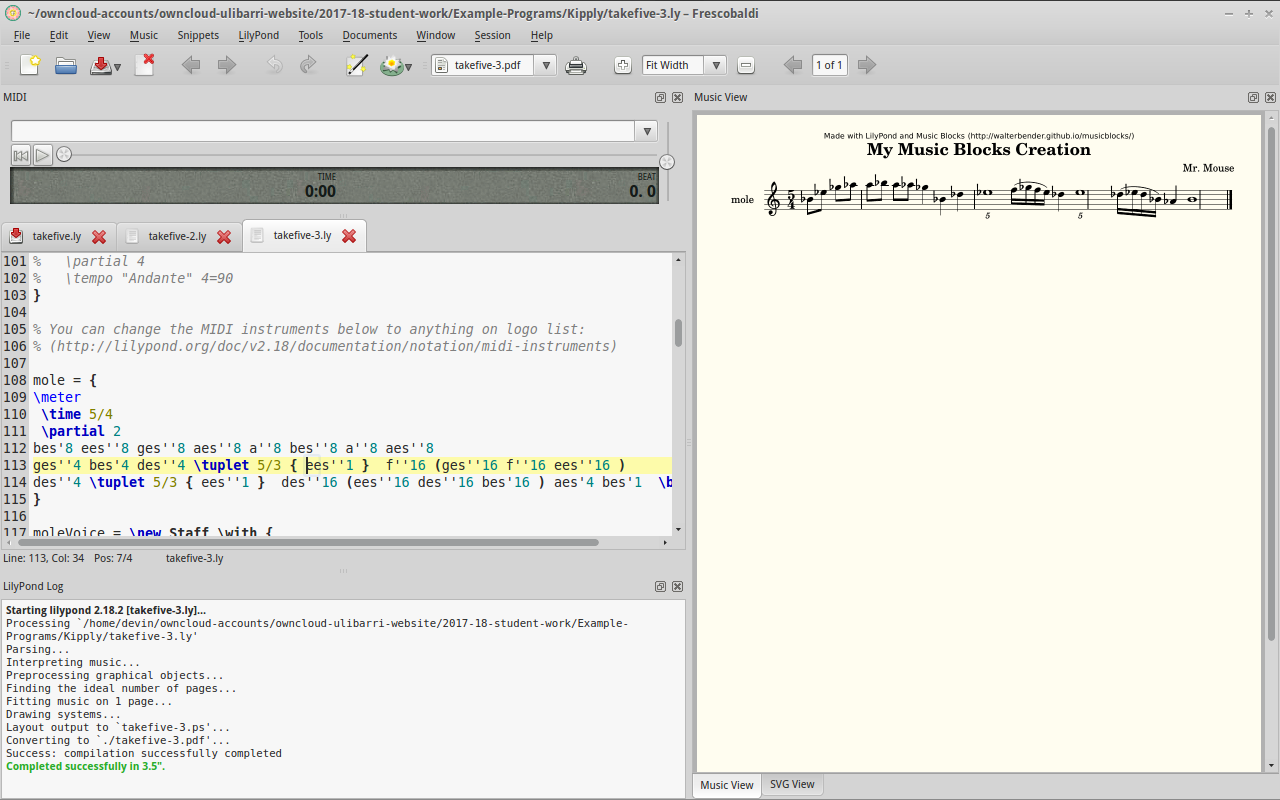 ~/owncloud-accounts/owncloud-ulibarri-website/2017-18-student-work/Example-Programs/Kipply/takefive-3.ly – Frescobaldi
File Edit View Music Snippets LilyPond Tools Documents Window Session Help
takefive-3.pdf Fit Width 1 of 1
MIDI
TIME BEAT
0:00 0. 0
takefive.ly takefive-2.ly takefive-3.ly
101 %   \partial 4
102 %   \tempo "Andante" 4=90
103 }
104
105 % You can change the MIDI instruments below to anything on logo list:
106 % (http://lilypond.org/doc/v2.18/documentation/notation/midi-instruments)
107
108 mole = {
109 \meter
110  \time 5/4
111  \partial 2
112 bes'8 ees''8 ges''8 aes''8 a''8 bes''8 a''8 aes''8
113 ges''4 bes'4 des''4 \tuplet 5/3 { ees''1 }  f''16 (ges''16 f''16 ees''16 )
114 des''4 \tuplet 5/3 { ees''1 }  des''16 (ees''16 des''16 bes'16 ) aes'4 bes'1  \b
115 }
116
117 moleVoice = \new Staff \with {
Line: 113, Col: 34 Pos: 7/4 takefive-3.ly
LilyPond Log
Starting lilypond 2.18.2 [takefive-3.ly]...
Processing `/home/devin/owncloud-accounts/owncloud-ulibarri-website/2017-18-student-work/Example-
Programs/Kipply/takefive-3.ly'
Parsing...
Interpreting music...
Preprocessing graphical objects...
Finding the ideal number of pages...
Fitting music on 1 page...
Drawing systems...
Layout output to `takefive-3.ps'...
Converting to `./takefive-3.pdf'...
Success: compilation successfully completed
Completed successfully in 3.5".
Music View
Made with LilyPond and Music Blocks (http://walterbender.github.io/musicblocks/)
My Music Blocks Creation
Mr. Mouse
mole
5
4
5 5
Music View SVG View